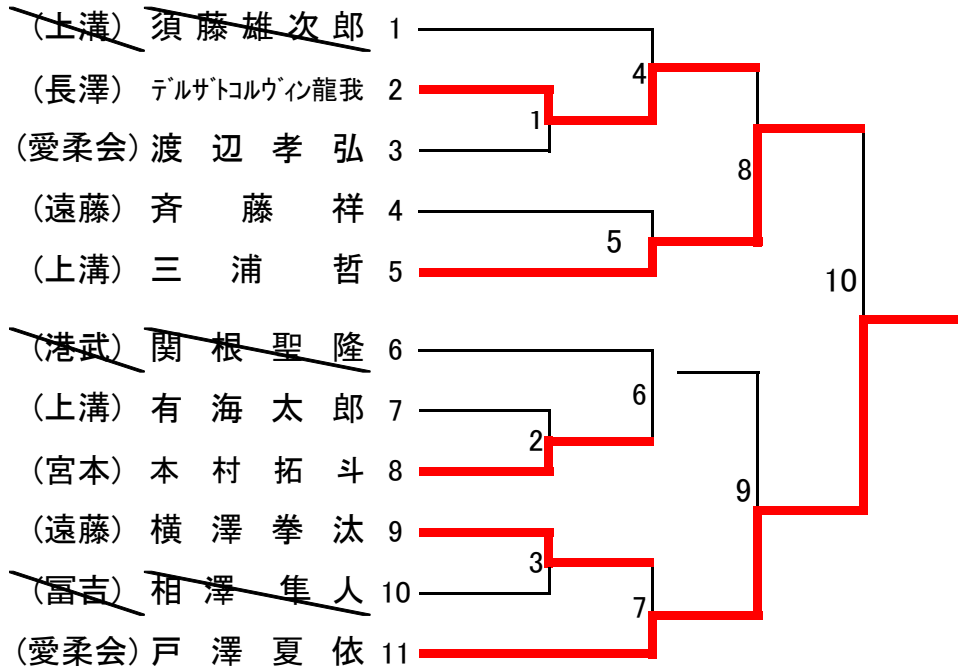 (上溝) 須藤雄次郎 1
(長澤) ﾃﾞﾙｻﾞﾄｺﾙｳﾞｨﾝ龍我 2
(愛柔会) 渡辺孝弘 3
(遠藤) 斉藤祥 4
(上溝) 三浦哲 5
(港武) 関根聖隆 6
(上溝) 有海太郎 7
(宮本) 本村拓斗 8
(遠藤) 横澤拳汰 9
(冨吉) 相澤隼人 10
(愛柔会) 戸澤夏依 11
1
2
3
4
5
6
7
8
9
10